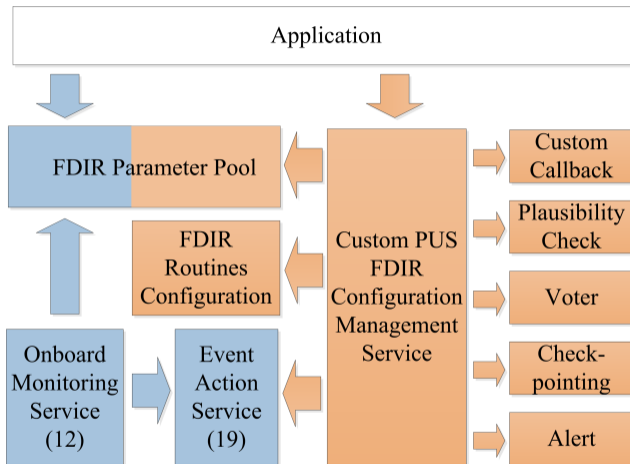 Application
FDIR Parameter Pool
FDIR
Routines
Configuration
Onboard
Monitoring
Service
(12)
Event
Action
Service
(19)
Custom PUS
FDIR
Configuration
Management
Service
Custom
Callback
Plausibility
Check
Voter
Check-
pointing
Alert